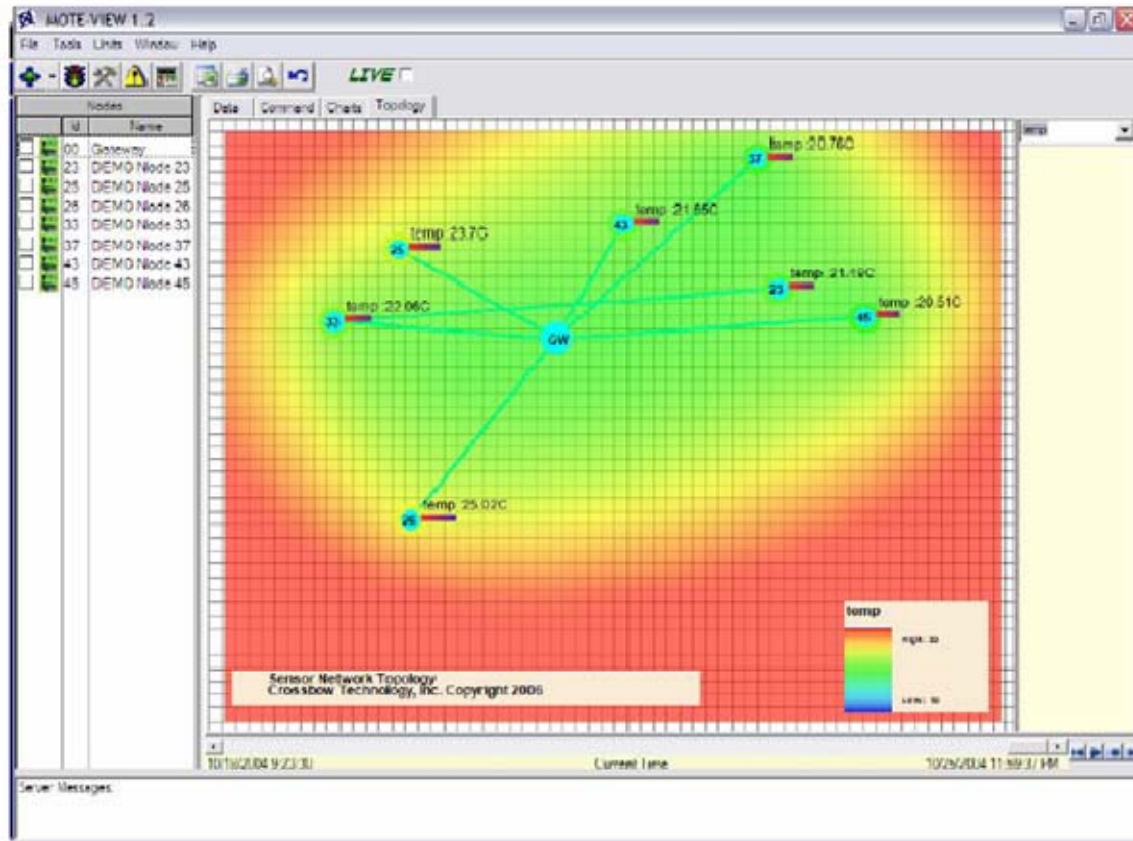 MOTE-VIEW 1.2
File Tools Units Window Help
LIVE
Nodes
Id Name
00 Gateway
23 DEMO Node 23
25 DEMO Node 25
26 DEMO Node 26
33 DEMO Node 33
37 DEMO Node 37
43 DEMO Node 43
45 DEMO Node 45
Data Command Charts Topology
temp
temp :20.76C
37
temp :21.65C
43
temp :23.7C
temp :21.19C
23
temp :22.06C
33
temp :20.51C
45
GW
temp :25.02C
temp
Sensor Network Topology
Crossbow Technology, Inc. Copyright 2006
Current Time
Server Messages: